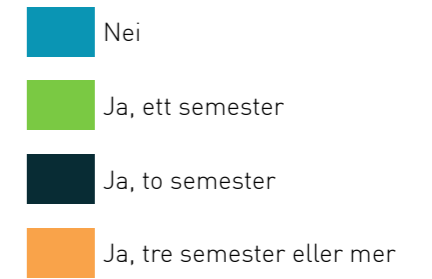 Nei
Ja, ett semester
Ja, to semester
Ja, tre semester eller mer